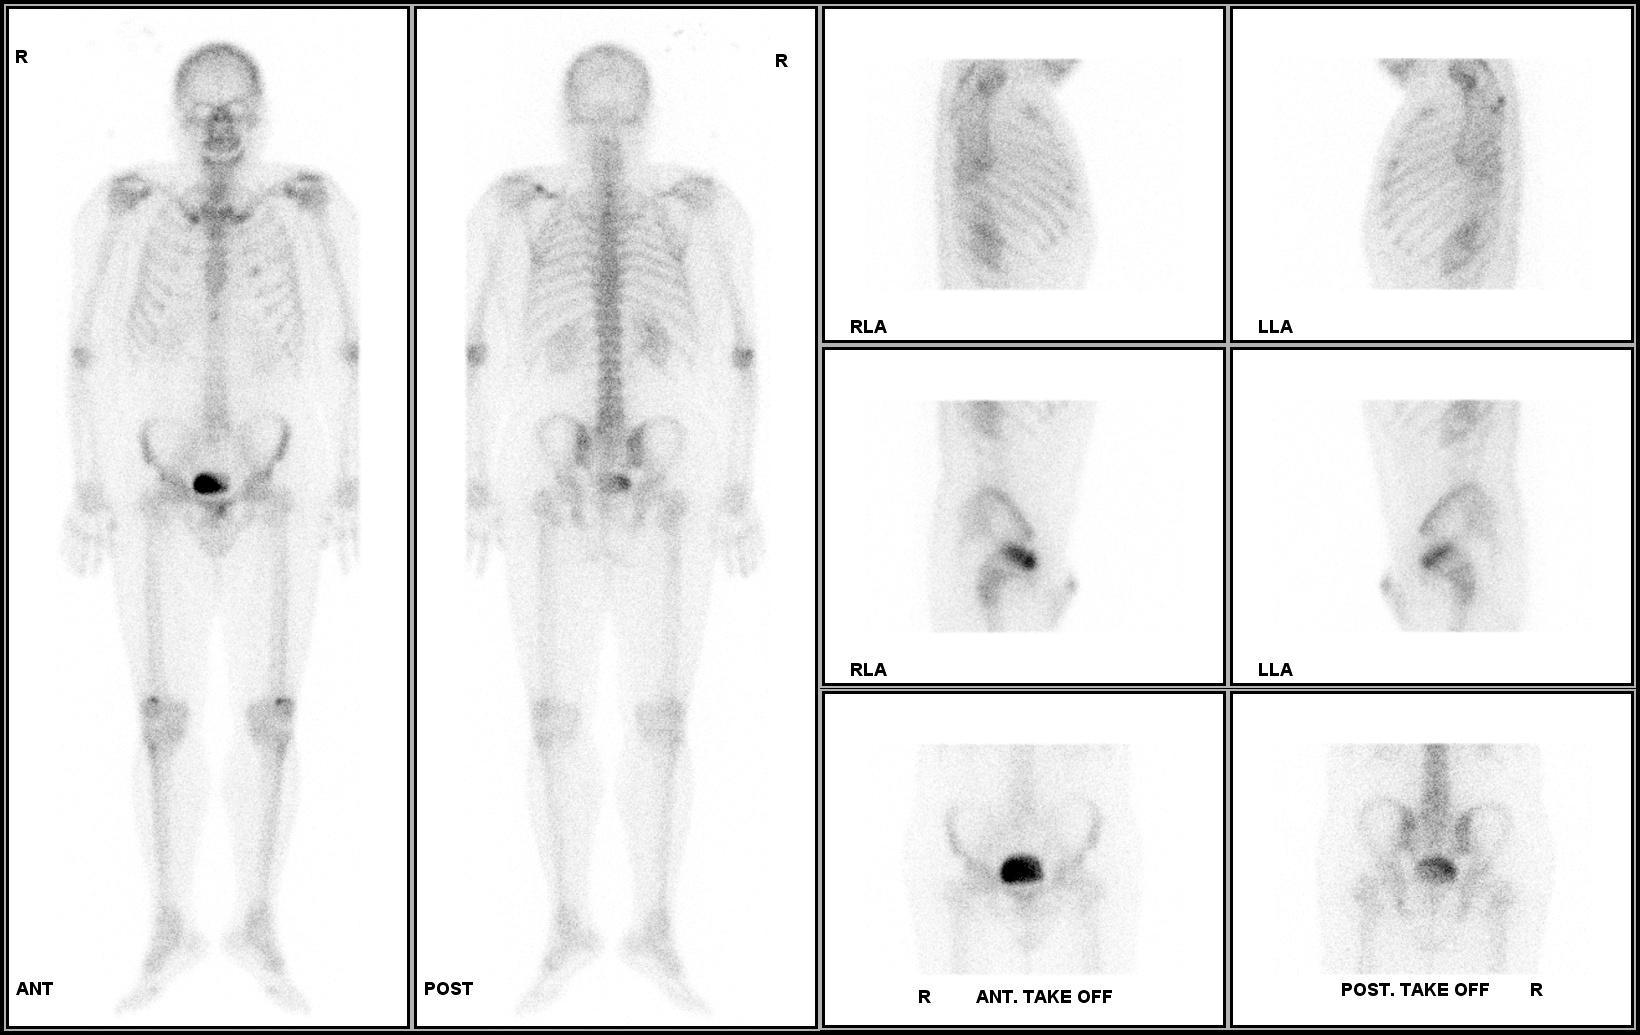 R
R
ANT
POST
RLA
LLA
RLA
LLA
R ANT. TAKE OFF
POST. TAKE OFF R